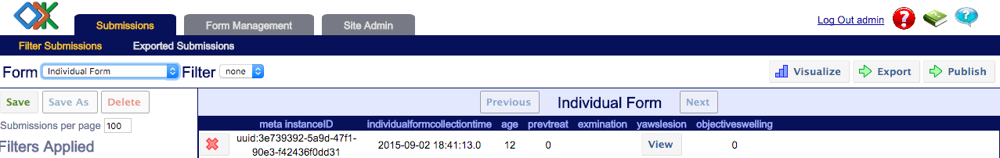 Submissions Form Management Site Admin Log Out admin
Filter Submissions Exported Submissions
Form Individual Form Filter none Visualize Export Publish
Save Save As Delete Previous Individual Form Next
Submissions per page 100
meta instanceID individualformcollectiontime age prevtreat exmination yawslesion objectiveswelling
Filters Applied
uuid:3e739392-5a9d-47f1-
90e3-f42436f0dd31 2015-09-02 18:41:13.0 12 0 View 0